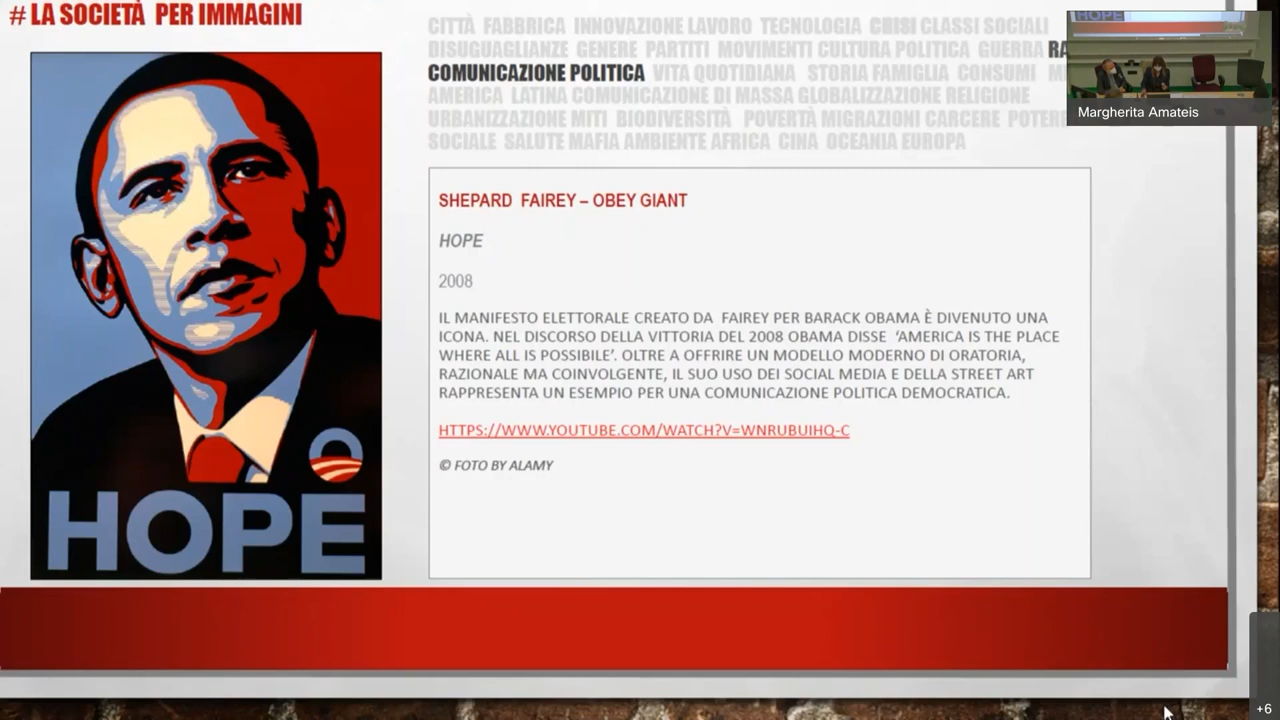 # LA SOCIETÀ PER IMMAGINI
CITTÀ FABBRICA INNOVAZIONE LAVORO TECNOLOGIA CRISI CLASSI SOCIALI
DISUGUAGLIANZE GENERE PARTITI MOVIMENTI CULTURA POLITICA GUERRA RA
COMUNICAZIONE POLITICA VITA QUOTIDIANA STORIA FAMIGLIA CONSUMI
AMERICA LATINA COMUNICAZIONE DI MASSA GLOBALIZZAZIONE RELIGIONE
URBANIZZAZIONE MITI BIODIVERSITÀ POVERTÀ MIGRAZIONI CARCERE POTERE
SOCIALE SALUTE MAFIA AMBIENTE AFRICA CINA OCEANIA EUROPA
HOPE
Margherita Amateis
SHEPARD FAIREY – OBEY GIANT
HOPE
2008
IL MANIFESTO ELETTORALE CREATO DA FAIREY PER BARACK OBAMA È DIVENUTO UNA
ICONA. NEL DISCORSO DELLA VITTORIA DEL 2008 OBAMA DISSE ‘AMERICA IS THE PLACE
WHERE ALL IS POSSIBILE’. OLTRE A OFFRIRE UN MODELLO MODERNO DI ORATORIA,
RAZIONALE MA COINVOLGENTE, IL SUO USO DEI SOCIAL MEDIA E DELLA STREET ART
RAPPRESENTA UN ESEMPIO PER UNA COMUNICAZIONE POLITICA DEMOCRATICA.
HTTPS://WWW.YOUTUBE.COM/WATCH?V=WNRUBUIHQ-C
© FOTO BY ALAMY
HOPE
+6